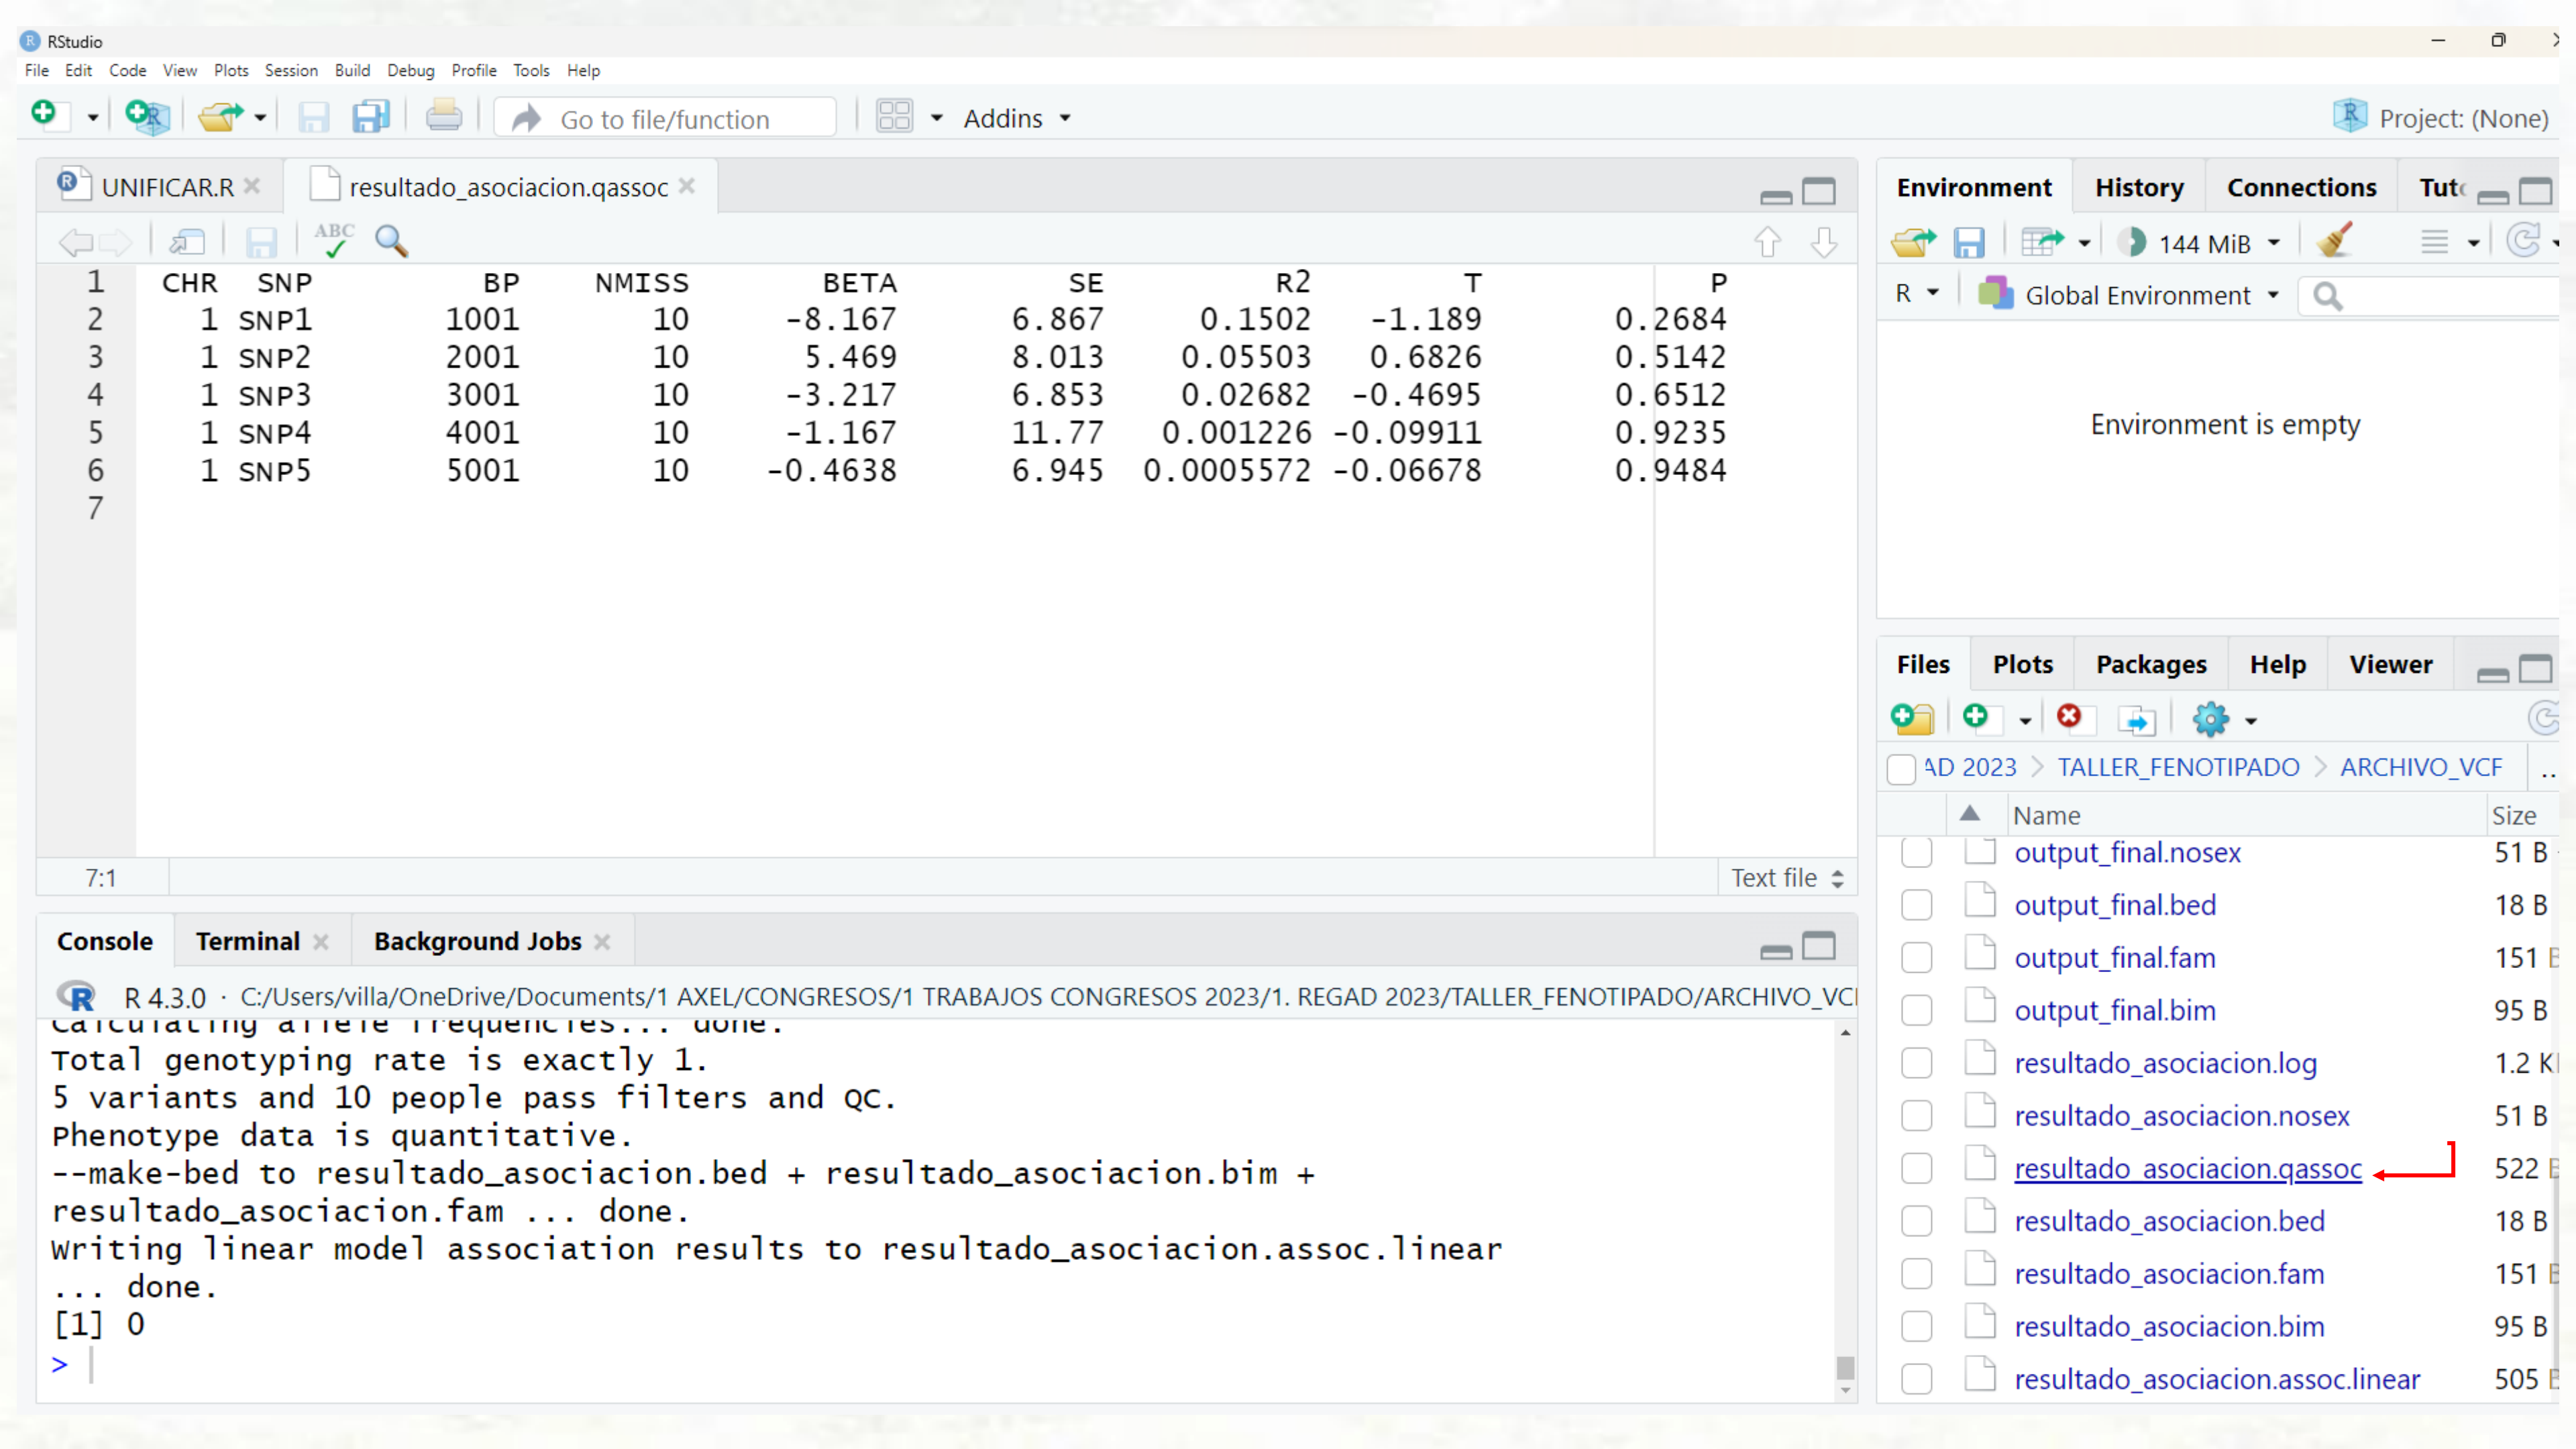 RStudio
File Edit Code View Plots Session Build Debug Profile Tools Help
Go to file/function
Addins
Project: (None)
UNIFICAR.R
resultado_asociacion.qassoc
ABC
1 CHR SNP BP NMISS BETA SE R2 T P
2 1 SNP1 1001 10 -8.167 6.867 0.1502 -1.189 0.2684
3 1 SNP2 2001 10 5.469 8.013 0.05503 0.6826 0.5142
4 1 SNP3 3001 10 -3.217 6.853 0.02682 -0.4695 0.6512
5 1 SNP4 4001 10 -1.167 11.77 0.001226 -0.09911 0.9235
6 1 SNP5 5001 10 -0.4638 6.945 0.0005572 -0.06678 0.9484
7
7:1
Text file
Console Terminal Background Jobs
R 4.3.0 · C:/Users/villa/OneDrive/Documents/1 AXEL/CONGRESOS/1 TRABAJOS CONGRESOS 2023/1. REGAD 2023/TALLER_FENOTIPADO/ARCHIVO_VCI
Calculating allele frequencies... done.
Total genotyping rate is exactly 1.
5 variants and 10 people pass filters and QC.
Phenotype data is quantitative.
--make-bed to resultado_asociacion.bed + resultado_asociacion.bim +
resultado_asociacion.fam ... done.
Writing linear model association results to resultado_asociacion.assoc.linear
... done.
[1] 0
>
Environment History Connections Tut
144 MiB
R Global Environment
Environment is empty
Files Plots Packages Help Viewer
AD 2023 > TALLER_FENOTIPADO > ARCHIVO_VCF ..
Name Size
output_final.nosex 51 B
output_final.bed 18 B
output_final.fam 151 B
output_final.bim 95 B
resultado_asociacion.log 1.2 K
resultado_asociacion.nosex 51 B
resultado_asociacion.qassoc 522 B
resultado_asociacion.bed 18 B
resultado_asociacion.fam 151 B
resultado_asociacion.bim 95 B
resultado_asociacion.assoc.linear 505 B